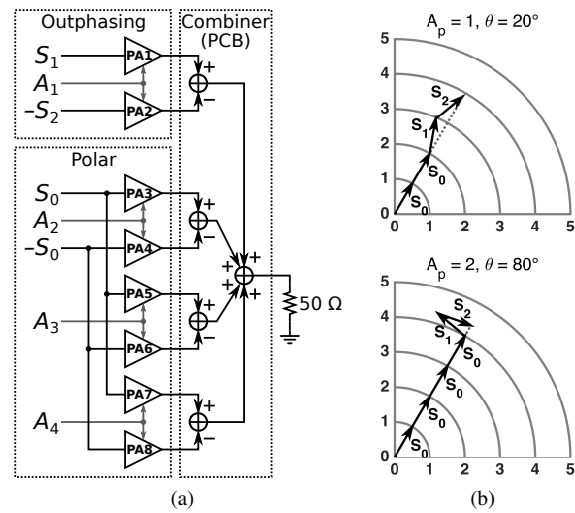 Outphasing
Combiner
(PCB)
S1
A1
–S2
PA1
PA2
+
−
Polar
S0
A2
–S0
A3
A4
PA3
PA4
PA5
PA6
PA7
PA8
+
−
+
−
+
−
+
+
+
+
50 Ω
(a)
Ap = 1, θ = 20°
5
4
3
2
1
0
S2
S1
S0
S0
0 1 2 3 4 5
Ap = 2, θ = 80°
5
4
3
2
1
0
S2
S1
S0
S0
S0
S0
0 1 2 3 4 5
(b)